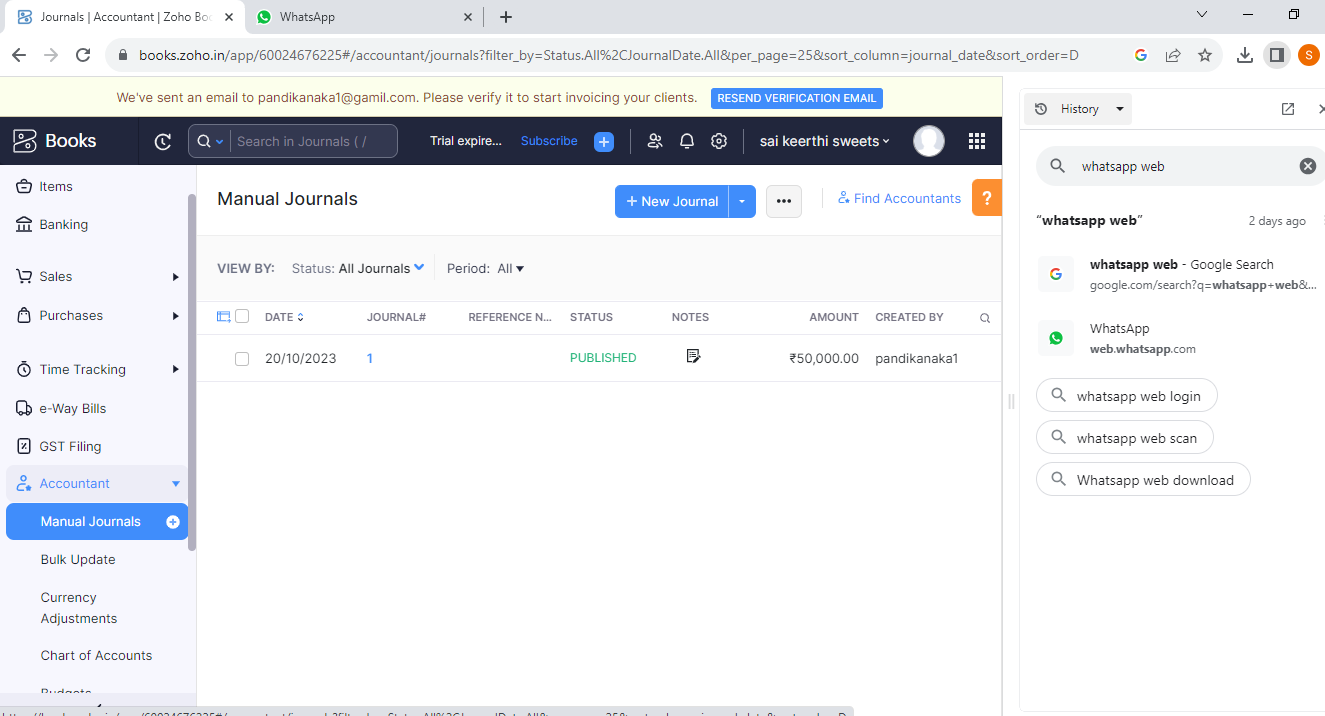 Journals | Accountant | Zoho Boo
WhatsApp
books.zoho.in/app/60024676225#/accountant/journals?filter_by=Status.All%2CJournalDate.All&per_page=25&sort_column=journal_date&sort_order=D
S
We've sent an email to pandikanaka1@gamil.com. Please verify it to start invoicing your clients.
RESEND VERIFICATION EMAIL
Books
Search in Journals ( /
Trial expire...
Subscribe
sai keerthi sweets
Items
Banking
Sales
Purchases
Time Tracking
e-Way Bills
GST Filing
Accountant
Manual Journals
Bulk Update
Currency
Adjustments
Chart of Accounts
Budgets
Manual Journals
+ New Journal
Find Accountants
?
VIEW BY: Status: All Journals Period: All
DATE JOURNAL# REFERENCE N... STATUS NOTES AMOUNT CREATED BY
20/10/2023 1 PUBLISHED ₹50,000.00 pandikanaka1
History
whatsapp web
“whatsapp web” 2 days ago
whatsapp web - Google Search
google.com/search?q=whatsapp+web&...
WhatsApp
web.whatsapp.com
whatsapp web login
whatsapp web scan
Whatsapp web download